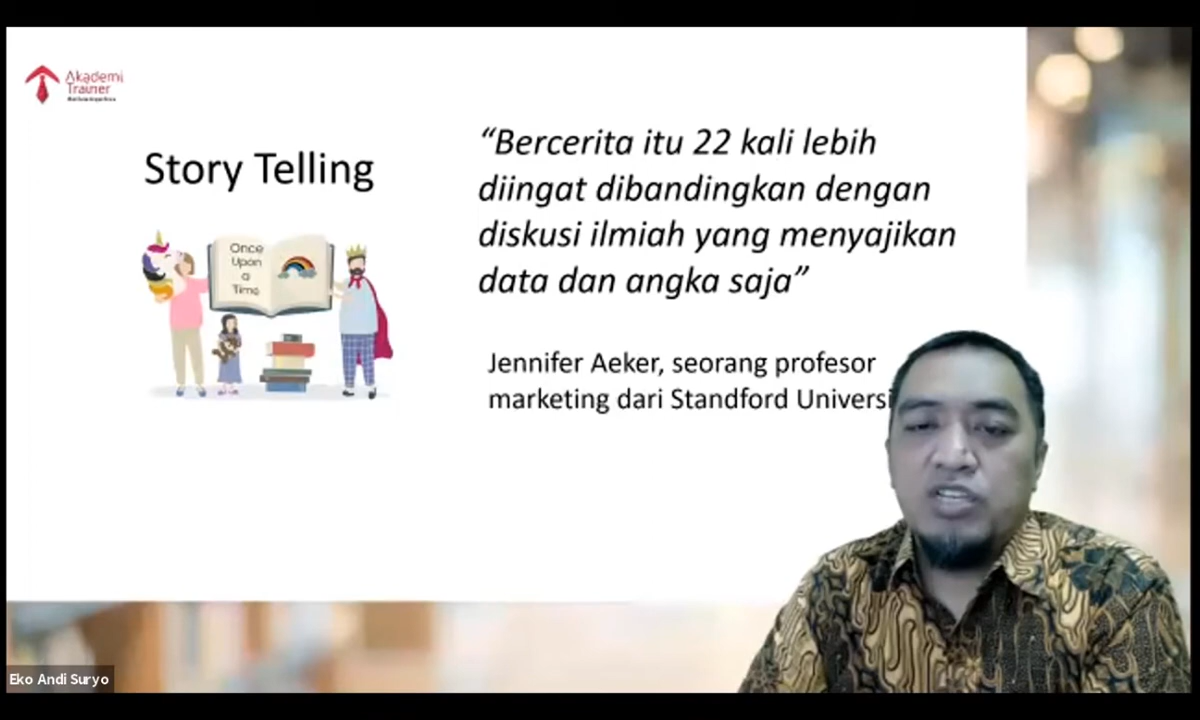 Akademi
Trainer
Story Telling
Once
Upon
a
Time
“Bercerita itu 22 kali lebih
diingat dibandingkan dengan
diskusi ilmiah yang menyajikan
data dan angka saja”
Jennifer Aeker, seorang profesor
marketing dari Standford Universi
Eko Andi Suryo